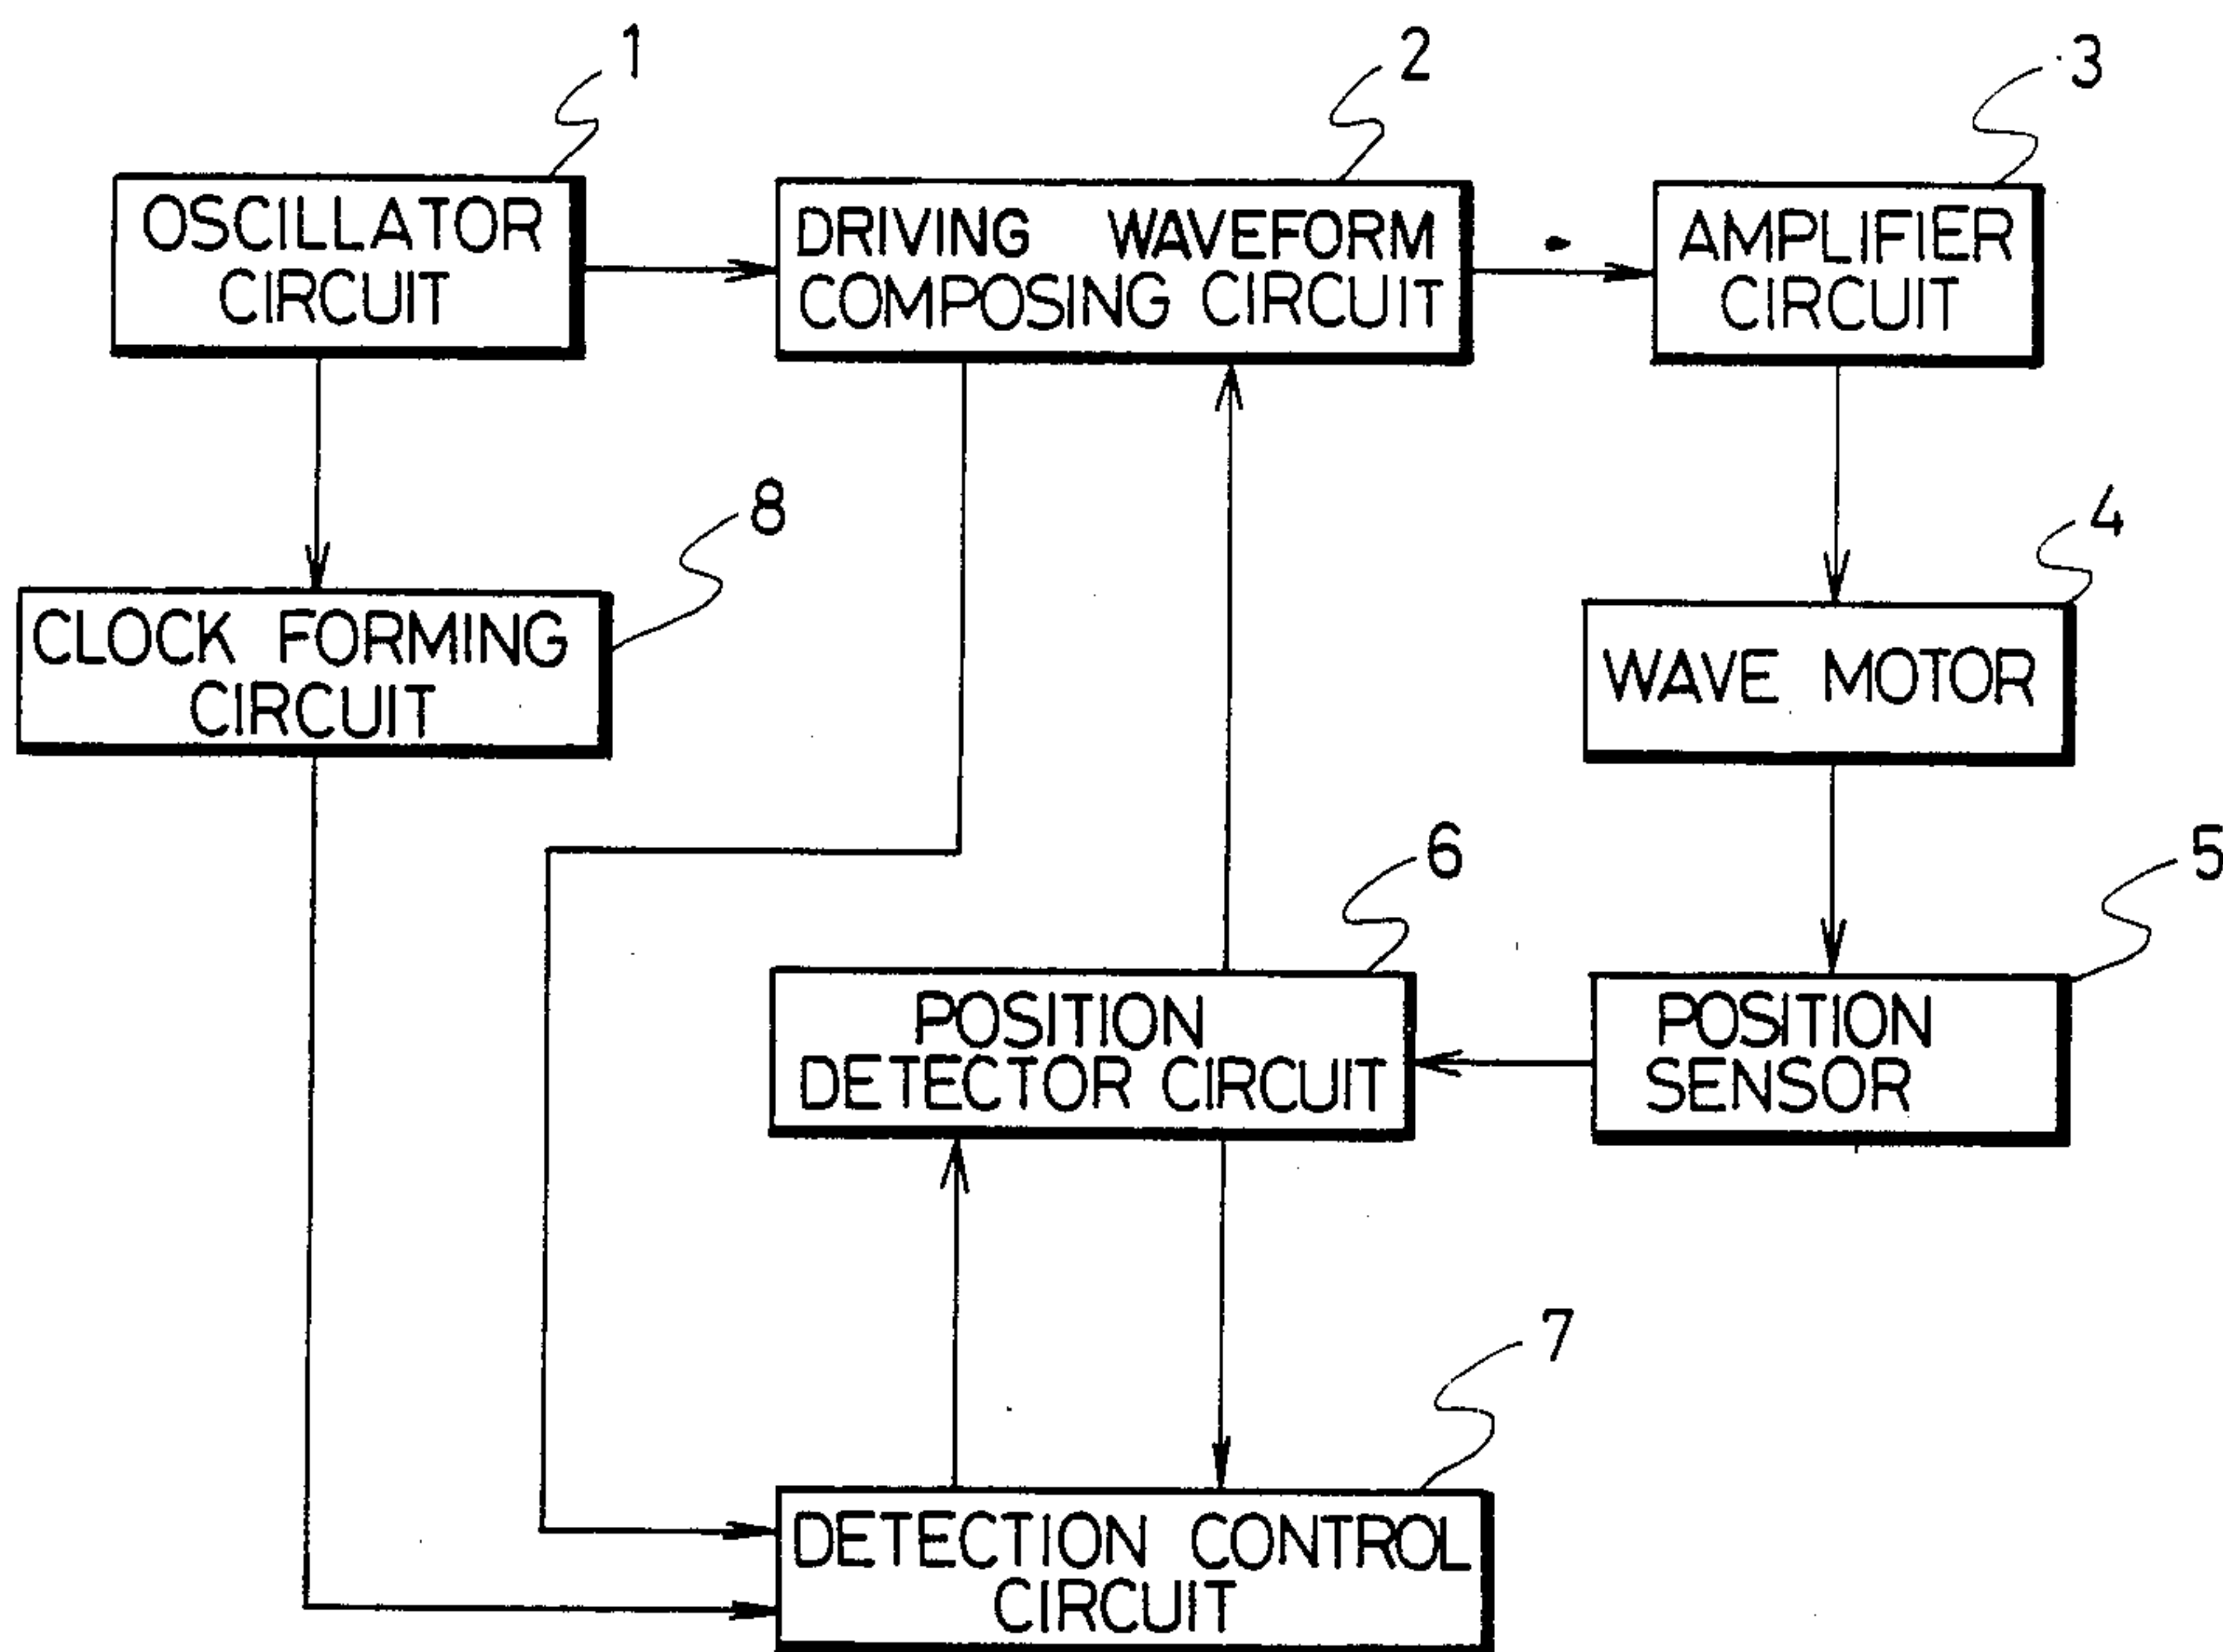 1
2
3
OSCILLATOR
CIRCUIT
DRIVING WAVEFORM
COMPOSING CIRCUIT
AMPLIFIER
CIRCUIT
8
4
CLOCK FORMING
CIRCUIT
WAVE MOTOR
6
5
POSITION
DETECTOR CIRCUIT
POSITION
SENSOR
7
DETECTION CONTROL
CIRCUIT